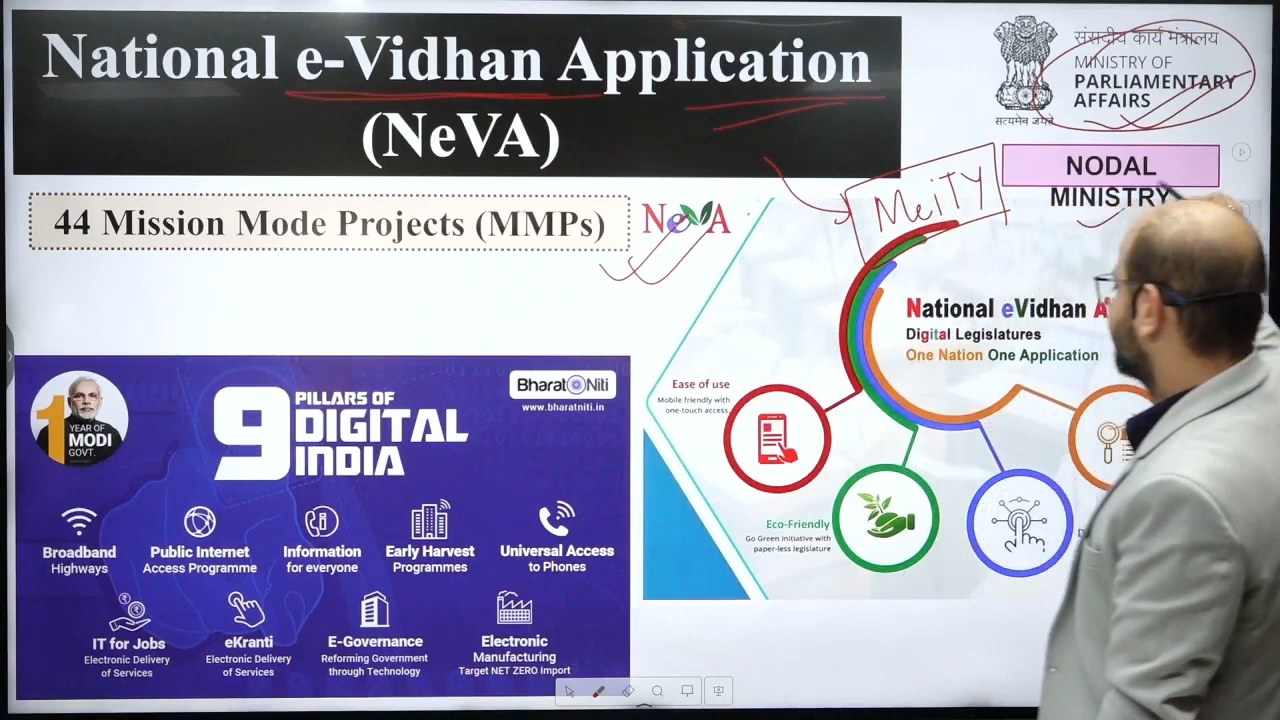 National e-Vidhan Application
(NeVA)
संसदीय कार्य मंत्रालय
MINISTRY OF
PARLIAMENTARY
AFFAIRS
सत्यमेव जयते
NODAL
MINISTRY
MeitY
44 Mission Mode Projects (MMPs)
NeVA
National eVidhan
Digital Legislatures
One Nation One Application
Ease of use
Mobile friendly with
one-touch access
Eco-Friendly
Go Green initiative with
paper-less legislature
1 YEAR OF
MODI
GOVT.
9 PILLARS OF
DIGITAL
INDIA
Bharat Niti
www.bharatniti.in
Broadband
Highways
Public Internet
Access Programme
Information
for everyone
Early Harvest
Programmes
Universal Access
to Phones
IT for Jobs
Electronic Delivery
of Services
eKranti
Electronic Delivery
of Services
E-Governance
Reforming Government
through Technology
Electronic
Manufacturing
Target NET ZERO Import